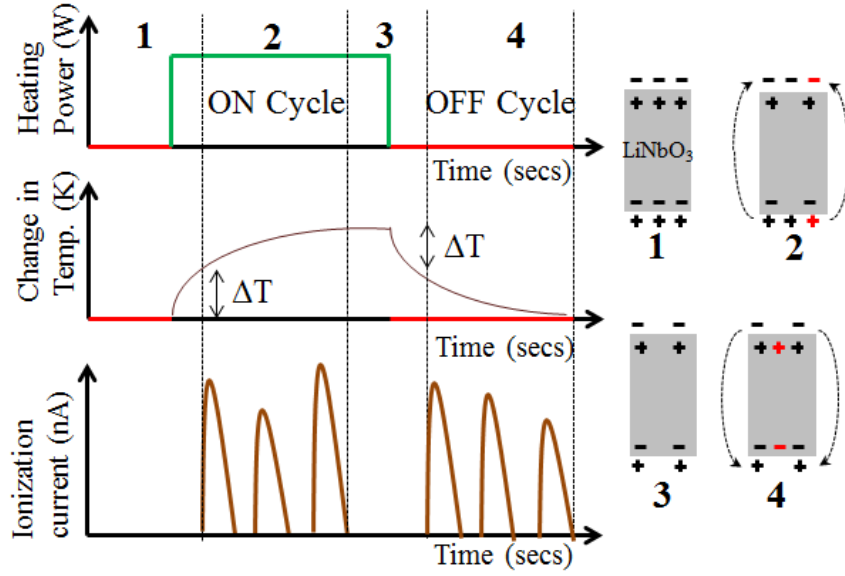 Heating
Power (W)
1
2
3
4
ON Cycle
OFF Cycle
Time (secs)
Change in
Temp. (K)
ΔT
ΔT
Time (secs)
Ionization
current (nA)
Time (secs)
- - -
+ + +
LiNbO₃
- - -
+ + +
1
- - -
+ +
- -
+ + +
2
- -
+ +
- -
+ +
3
- -
+ + +
- - -
+ +
4